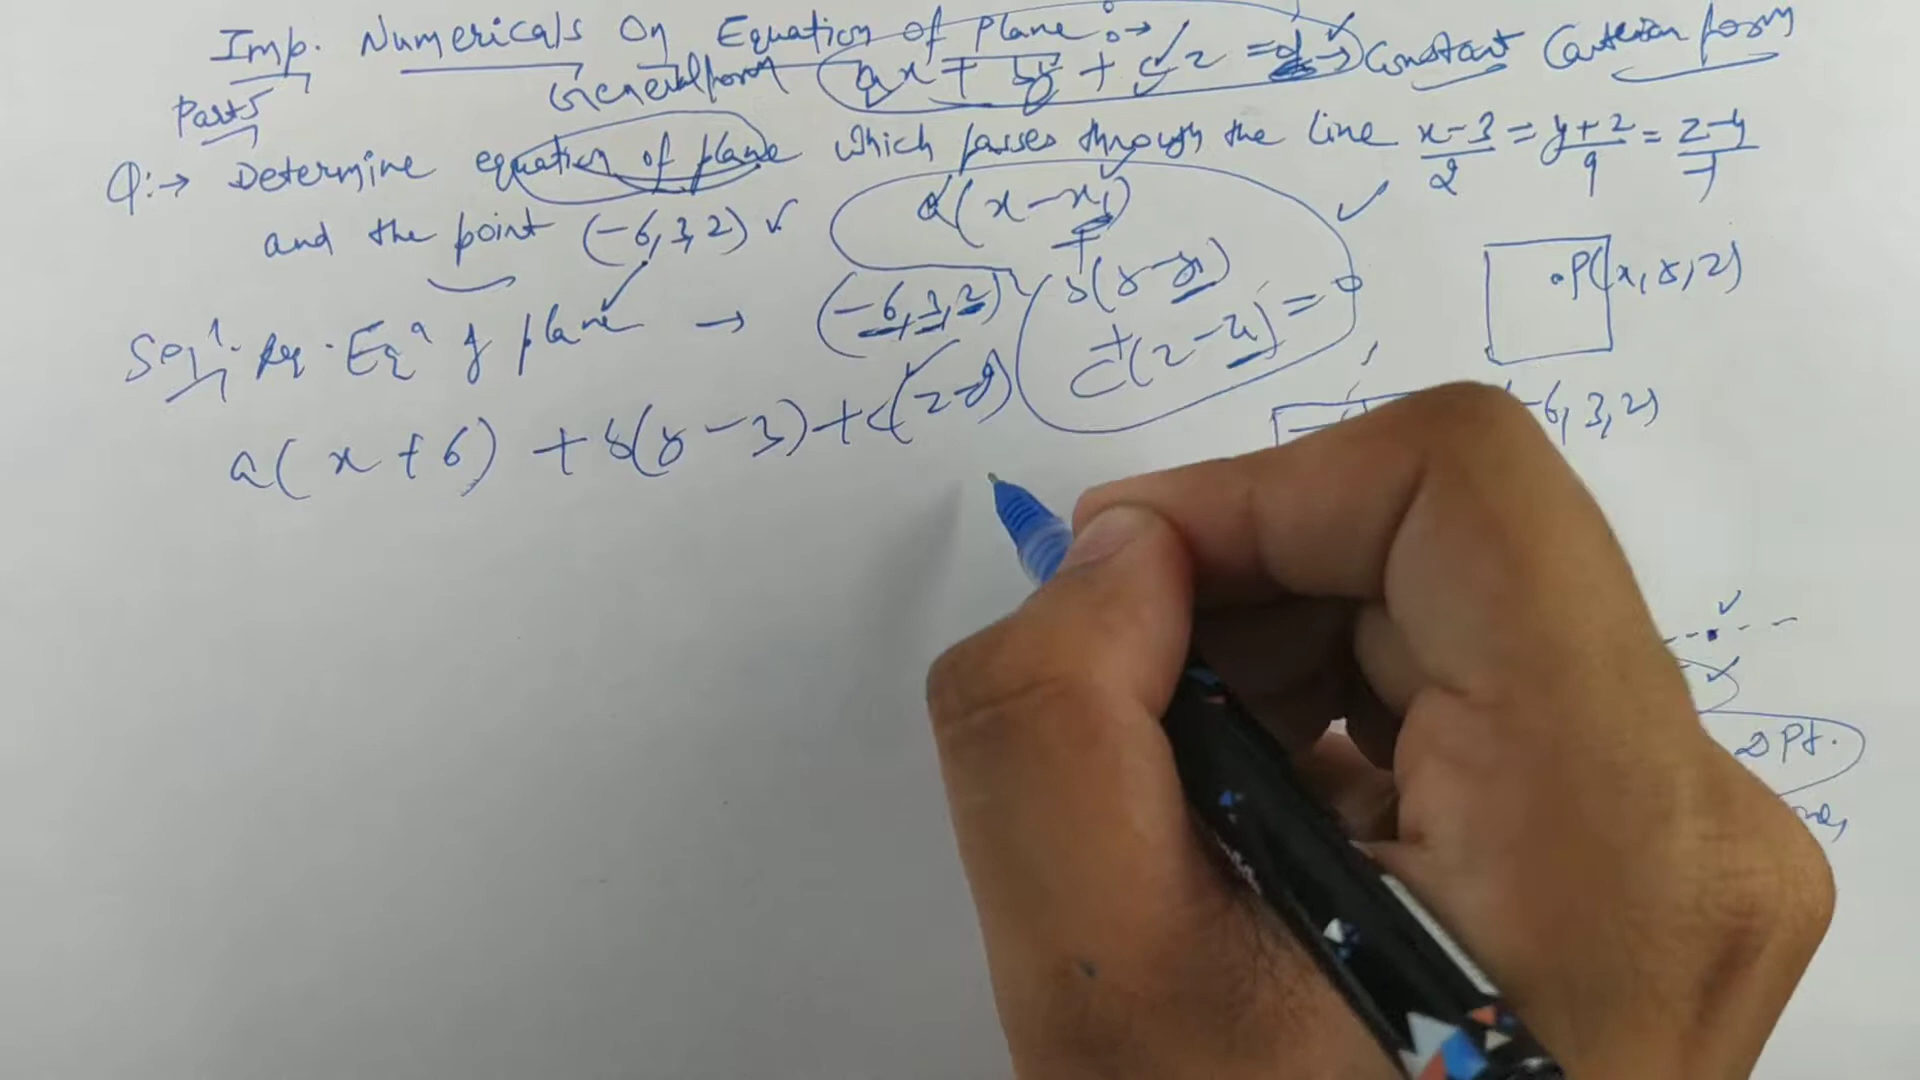 Imp. Numericals On Equation of plane :→
Part 5
General form ax + by + cz = d → Constant Cartesian form
Q:→ Determine equation of plane which passes through the line x-3/2 = y+2/9 = z-4/-1
and the point (-6,3,2) ✓
a(x-x1)
+
b(y-y1)
+
c(z-z1) = 0
.P(x,y,z)
Solⁿ. Req. Eqⁿ of plane → (-6,3,2)
a(x+6) + b(y-3) + c(z-2)
-6,3,2)
2 Pt.